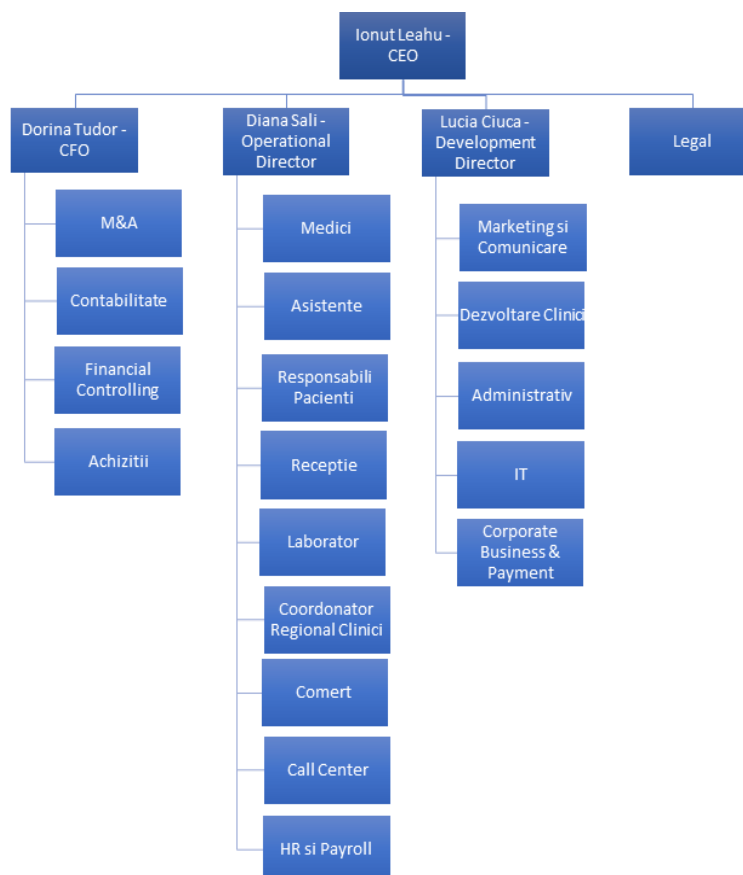 Ionut Leahu -
CEO
Dorina Tudor -
CFO
Diana Sali -
Operational
Director
Lucia Ciuca -
Development
Director
Legal
M&A
Contabilitate
Financial
Controlling
Achizitii
Medici
Asistente
Responsabili
Pacienti
Receptie
Laborator
Coordonator
Regional Clinici
Comert
Call Center
HR si Payroll
Marketing si
Comunicare
Dezvoltare Clinici
Administrativ
IT
Corporate
Business &
Payment